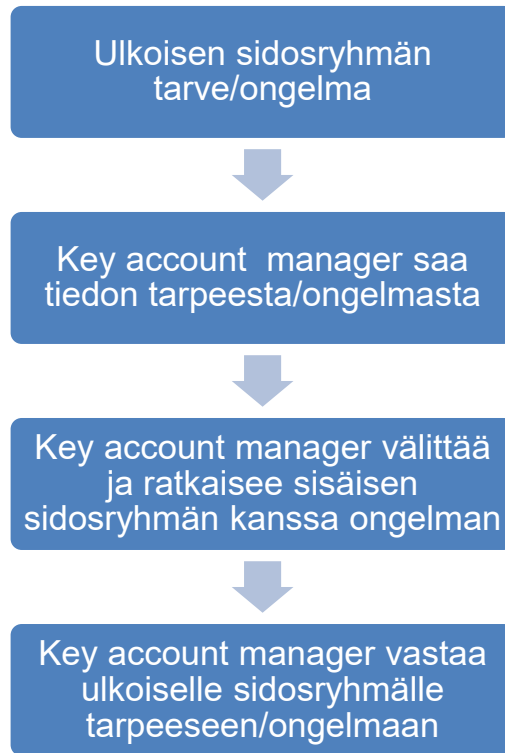 Ulkoisen sidosryhmän
tarve/ongelma
Key account  manager saa
tiedon tarpeesta/ongelmasta
Key account manager välittää
ja ratkaisee sisäisen
sidosryhmän kanssa ongelman
Key account manager vastaa
ulkoiselle sidosryhmälle
tarpeeseen/ongelmaan